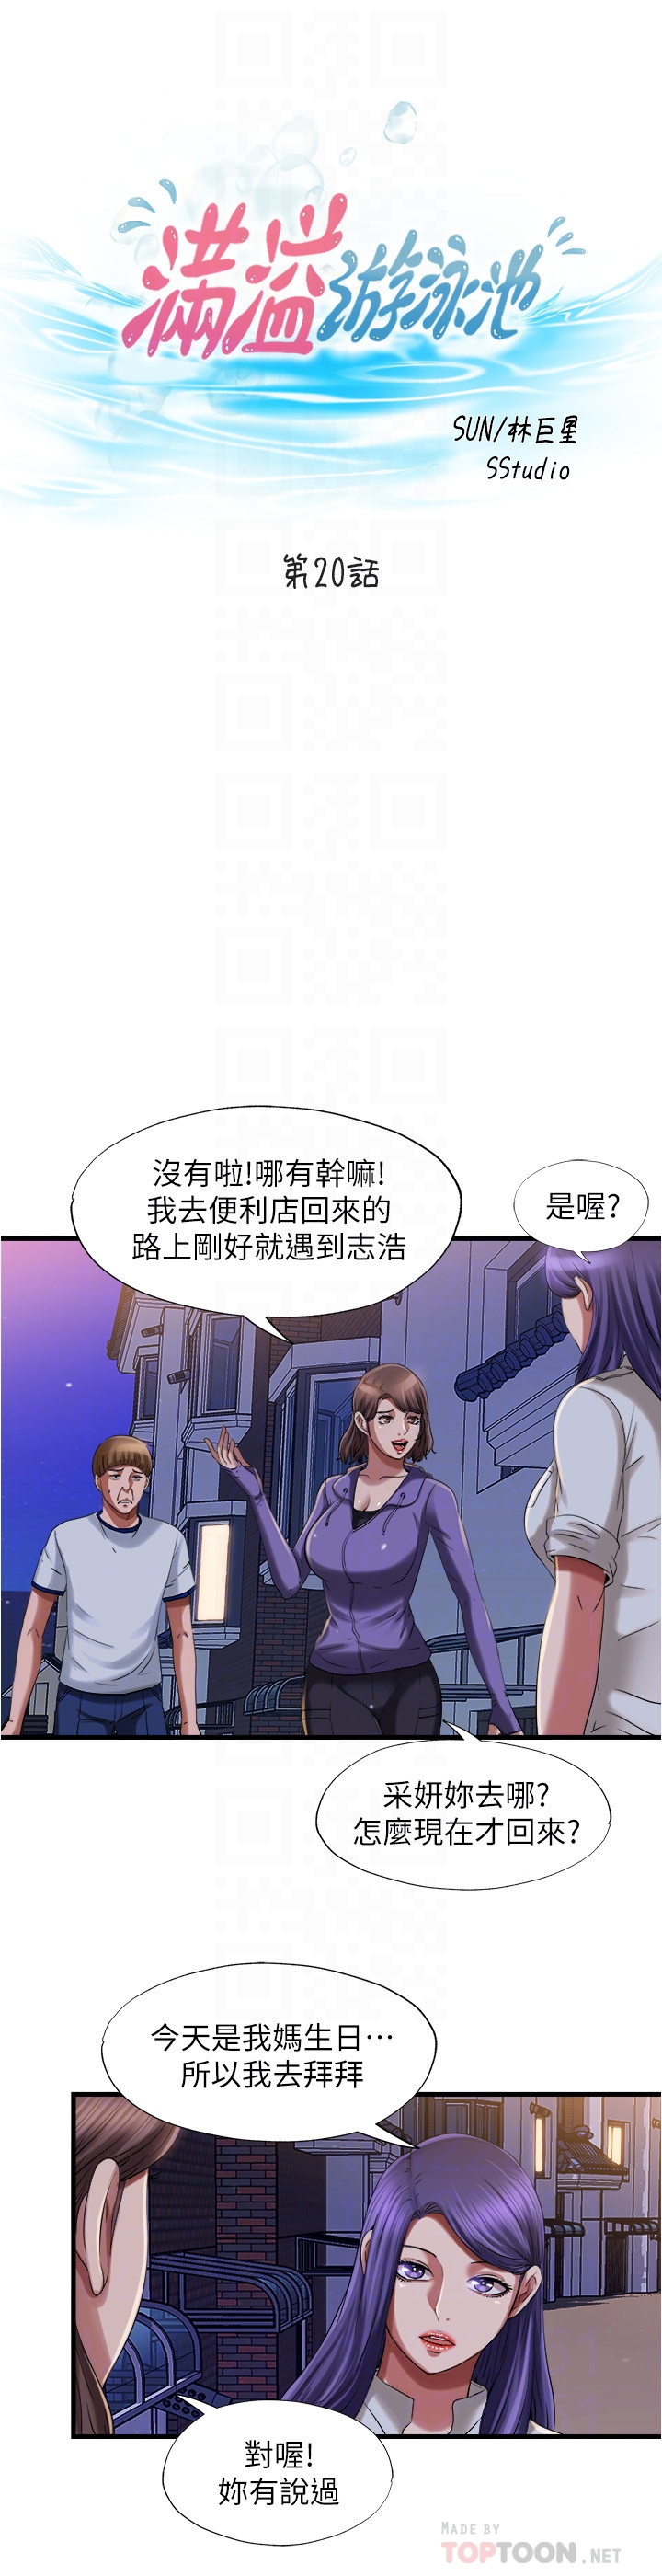 滿溢游泳池
SUN/林巨星
SStudio
第20話
沒有啦!哪有幹嘛!
我去便利店回來的
路上剛好就遇到志浩
是喔?
采妍妳去哪?
怎麼現在才回來?
今天是我媽生日…
所以我去拜拜
對喔!
妳有說過
MADE BY
TOPTOON.NET